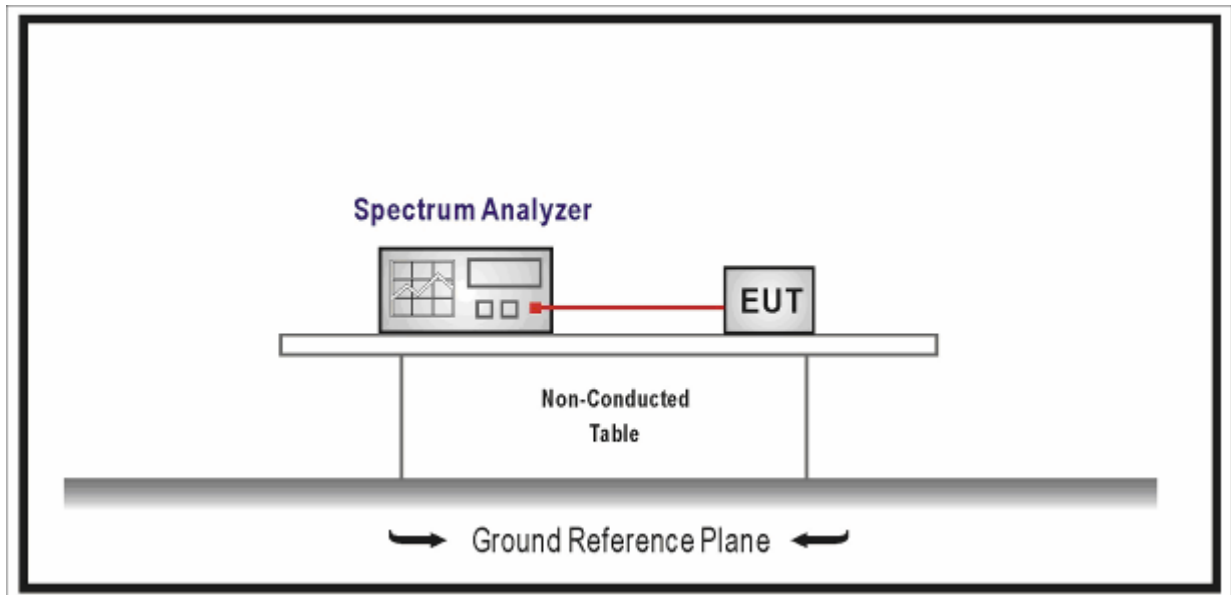 Spectrum Analyzer
EUT
Non-Conducted
Table
Ground Reference Plane